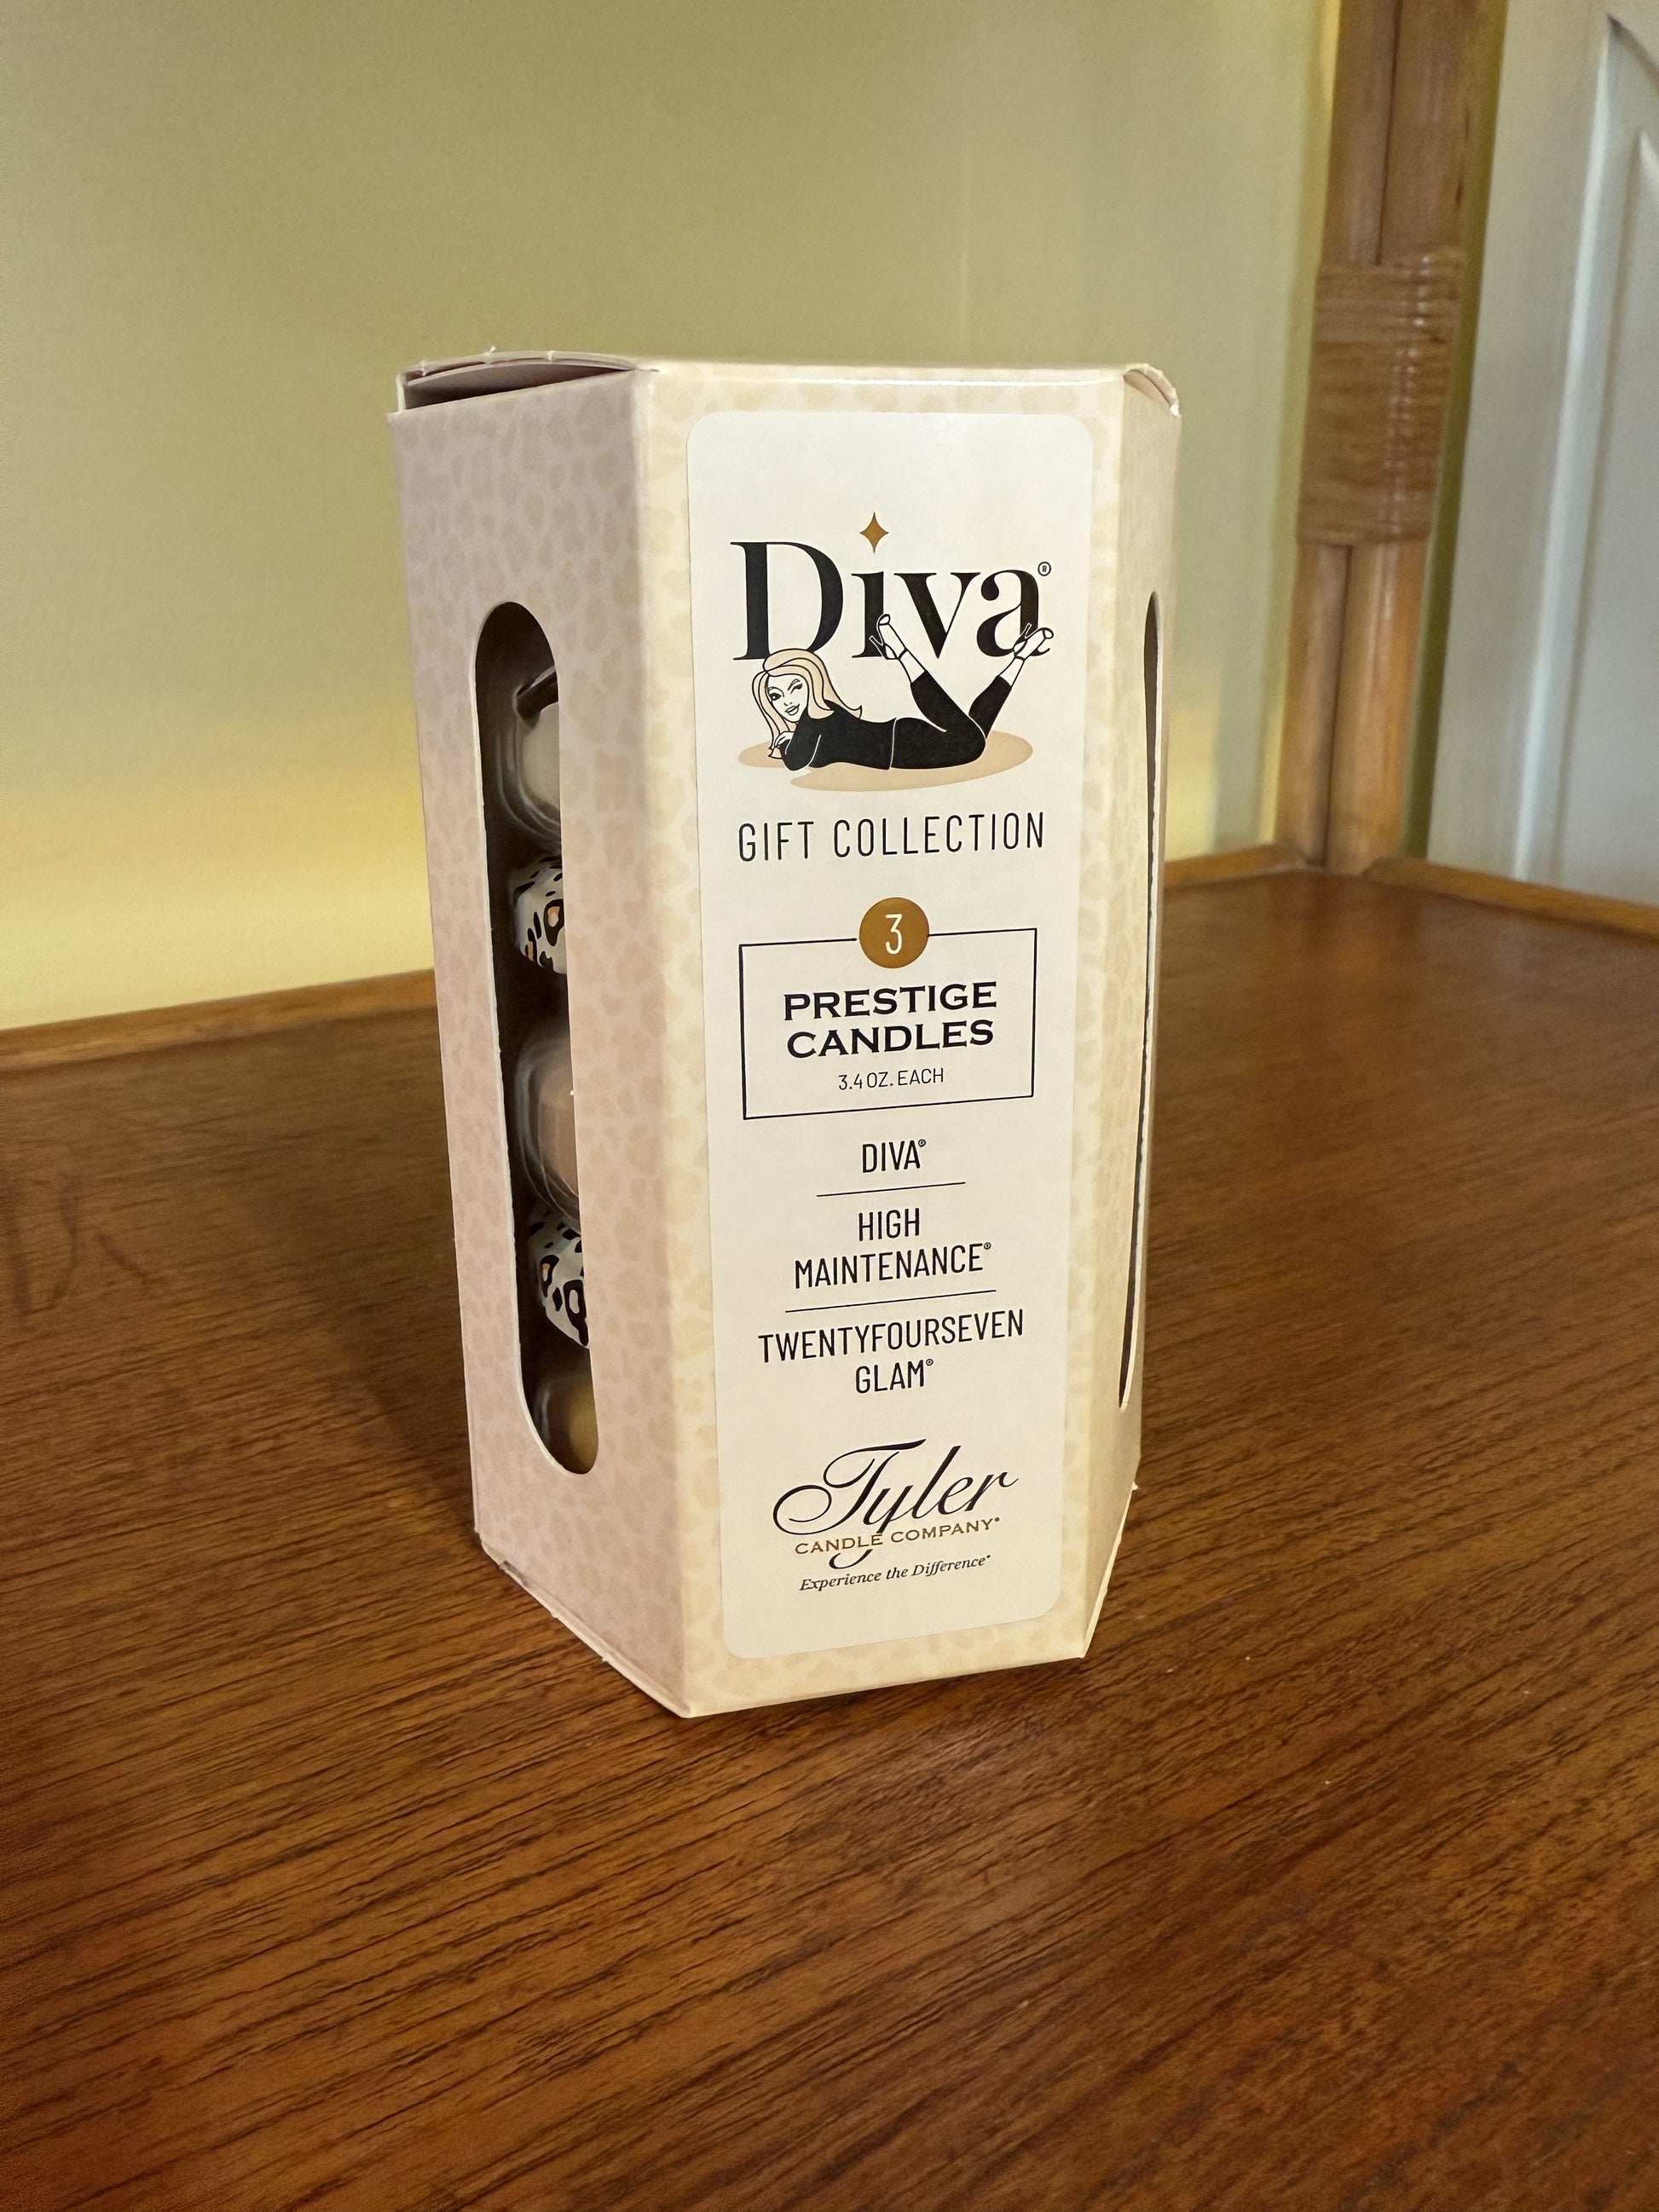 Diva®
GIFT COLLECTION
3
PRESTIGE
CANDLES
3.4 OZ. EACH
DIVA®
HIGH
MAINTENANCE®
TWENTYFOURSEVEN
GLAM®
Tyler
CANDLE COMPANY®
Experience the Difference®